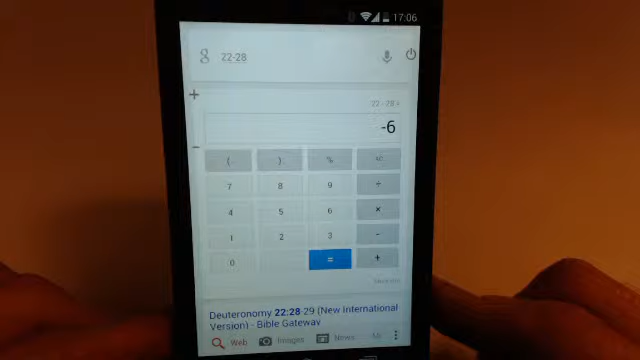 17:06
22-28
22 - 28 =
-6
( ) % AC
7 8 9 ÷
4 5 6 ×
1 2 3 -
0 = +
Deuteronomy 22:28-29 (New International
Version) - Bible Gateway
Web Images News